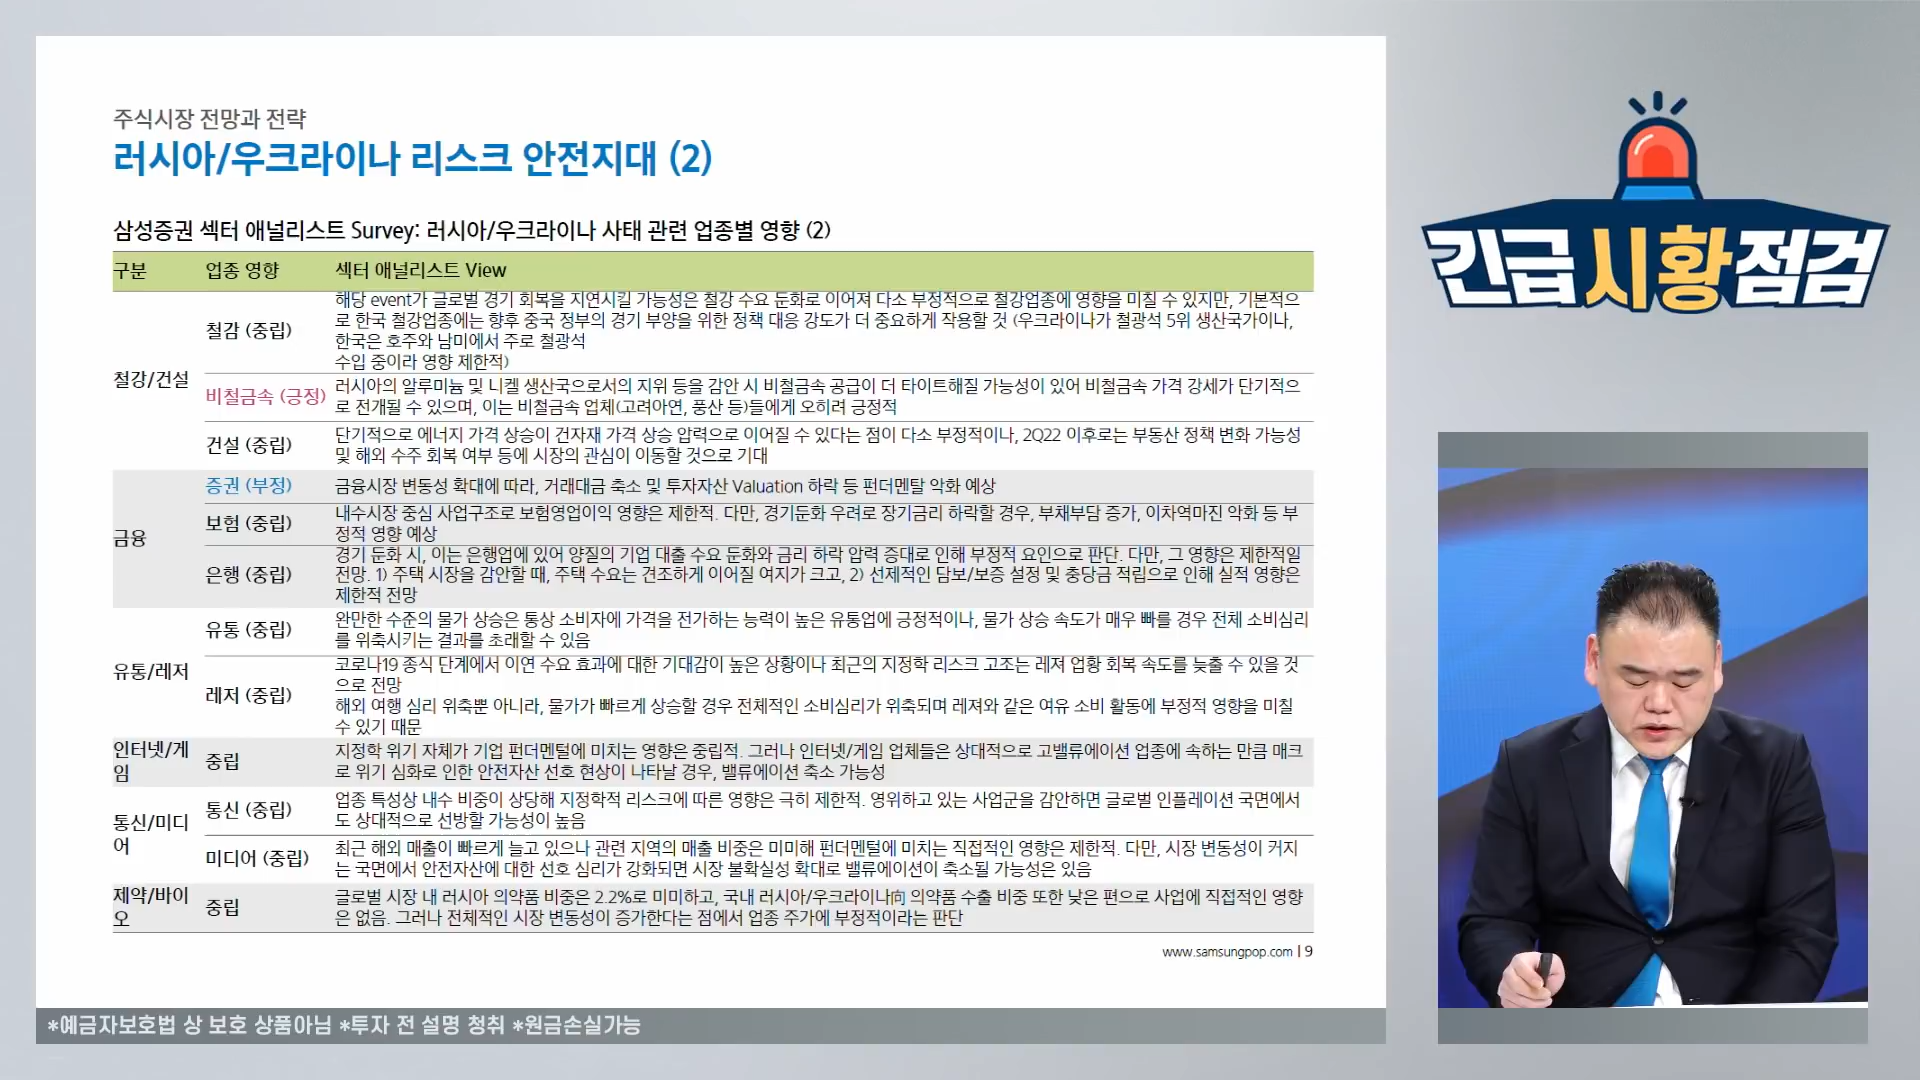 주식시장 전망과 전략
러시아/우크라이나 리스크 안전지대 (2)
삼성증권 섹터 애널리스트 Survey: 러시아/우크라이나 사태 관련 업종별 영향 (2)
구분 업종 영향 섹터 애널리스트 View
철강/건설
철감 (중립)
해당 event가 글로벌 경기 회복을 지연시킬 가능성은 철강 수요 둔화로 이어져 다소 부정적으로 철강업종에 영향을 미칠 수 있지만, 기본적으
로 한국 철강업종에는 향후 중국 정부의 경기 부양을 위한 정책 대응 강도가 더 중요하게 작용할 것 (우크라이나가 철광석 5위 생산국가이나,
한국은 호주와 남미에서 주로 철광석
수입 중이라 영향 제한적)
비철금속 (긍정)
러시아의 알루미늄 및 니켈 생산국으로서의 지위 등을 감안 시 비철금속 공급이 더 타이트해질 가능성이 있어 비철금속 가격 강세가 단기적으
로 전개될 수 있으며, 이는 비철금속 업체(고려아연, 풍산 등)들에게 오히려 긍정적
건설 (중립)
단기적으로 에너지 가격 상승이 건자재 가격 상승 압력으로 이어질 수 있다는 점이 다소 부정적이나, 2Q22 이후로는 부동산 정책 변화 가능성
및 해외 수주 회복 여부 등에 시장의 관심이 이동할 것으로 기대
금융
증권 (부정)
금융시장 변동성 확대에 따라, 거래대금 축소 및 투자자산 Valuation 하락 등 펀더멘탈 악화 예상
보험 (중립)
내수시장 중심 사업구조로 보험영업이익 영향은 제한적. 다만, 경기둔화 우려로 장기금리 하락할 경우, 부채부담 증가, 이차역마진 악화 등 부
정적 영향 예상
은행 (중립)
경기 둔화 시, 이는 은행업에 있어 양질의 기업 대출 수요 둔화와 금리 하락 압력 증대로 인해 부정적 요인으로 판단. 다만, 그 영향은 제한적일
전망. 1) 주택 시장을 감안할 때, 주택 수요는 견조하게 이어질 여지가 크고, 2) 선제적인 담보/보증 설정 및 충당금 적립으로 인해 실적 영향은
제한적 전망
유통/레저
유통 (중립)
완만한 수준의 물가 상승은 통상 소비자에 가격을 전가하는 능력이 높은 유통업에 긍정적이나, 물가 상승 속도가 매우 빠를 경우 전체 소비심리
를 위축시키는 결과를 초래할 수 있음
레저 (중립)
코로나19 종식 단계에서 이연 수요 효과에 대한 기대감이 높은 상황이나 최근의 지정학 리스크 고조는 레져 업황 회복 속도를 늦출 수 있을 것
으로 전망
해외 여행 심리 위축뿐 아니라, 물가가 빠르게 상승할 경우 전체적인 소비심리가 위축되며 레져와 같은 여유 소비 활동에 부정적 영향을 미칠
수 있기 때문
인터넷/게
임
중립
지정학 위기 자체가 기업 펀더멘털에 미치는 영향은 중립적. 그러나 인터넷/게임 업체들은 상대적으로 고밸류에이션 업종에 속하는 만큼 매크
로 위기 심화로 인한 안전자산 선호 현상이 나타날 경우, 밸류에이션 축소 가능성
통신/미디
어
통신 (중립)
업종 특성상 내수 비중이 상당해 지정학적 리스크에 따른 영향은 극히 제한적. 영위하고 있는 사업군을 감안하면 글로벌 인플레이션 국면에서
도 상대적으로 선방할 가능성이 높음
미디어 (중립)
최근 해외 매출이 빠르게 늘고 있으나 관련 지역의 매출 비중은 미미해 펀더멘털에 미치는 직접적인 영향은 제한적. 다만, 시장 변동성이 커지
는 국면에서 안전자산에 대한 선호 심리가 강화되면 시장 불확실성 확대로 밸류에이션이 축소될 가능성은 있음
제약/바이
오
중립
글로벌 시장 내 러시아 의약품 비중은 2.2%로 미미하고, 국내 러시아/우크라이나向 의약품 수출 비중 또한 낮은 편으로 사업에 직접적인 영향
은 없음. 그러나 전체적인 시장 변동성이 증가한다는 점에서 업종 주가에 부정적이라는 판단
www.samsungpop.com | 9
*예금자보호법 상 보호 상품아님 *투자 전 설명 청취 *원금손실가능
긴급시황점검